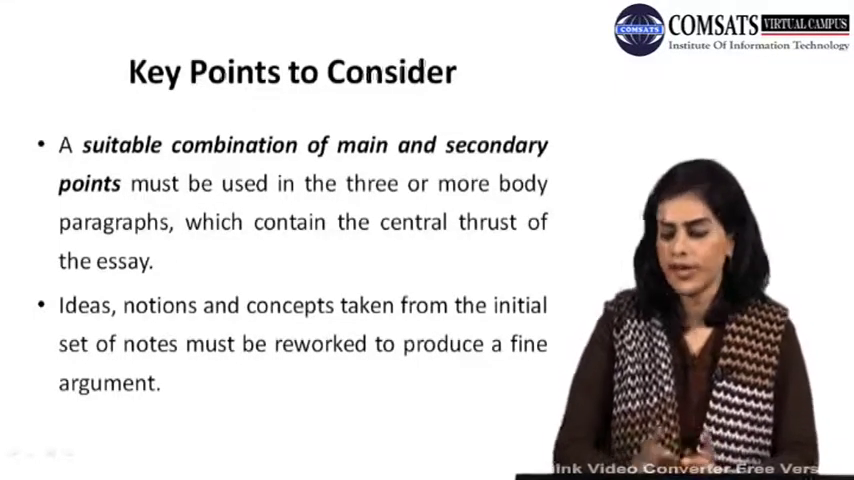 COMSATS VIRTUAL CAMPUS
COMSATS
Institute Of Information Technology
Key Points to Consider
• A suitable combination of main and secondary
points must be used in the three or more body
paragraphs, which contain the central thrust of
the essay.
• Ideas, notions and concepts taken from the initial
set of notes must be reworked to produce a fine
argument.
ink Video Converter Free Vers